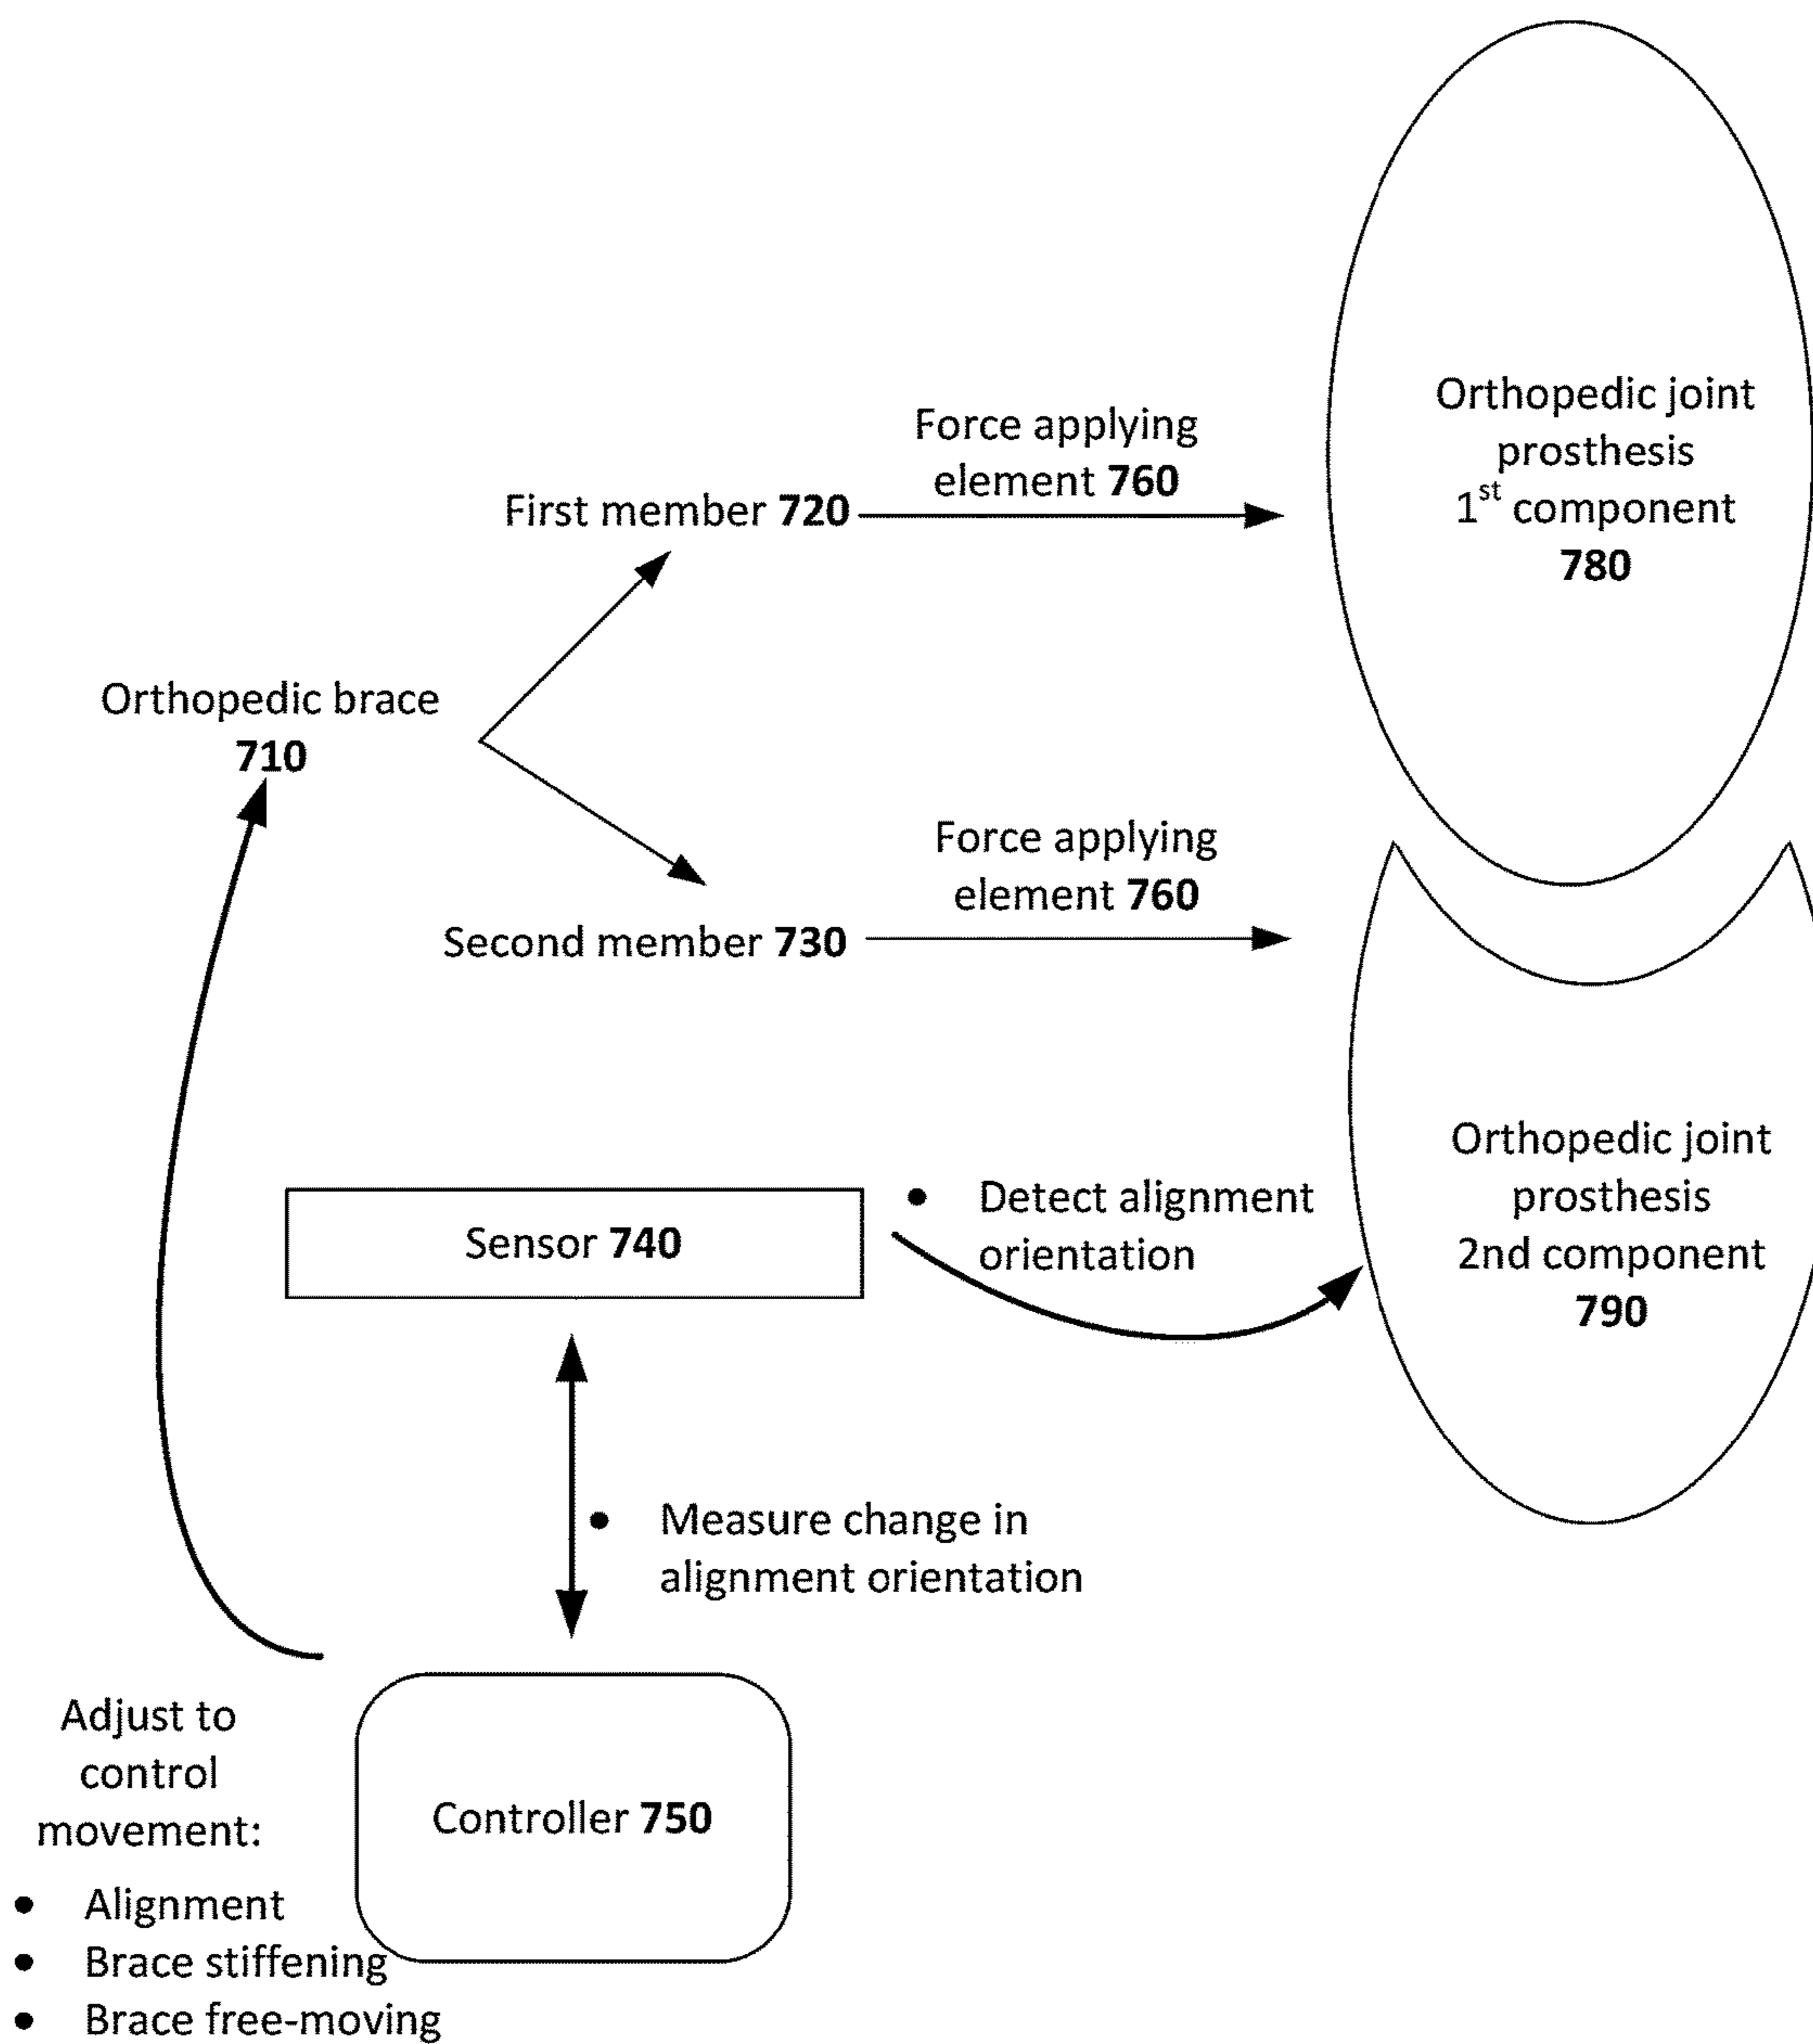 Orthopedic joint
prosthesis
1st component
780
Force applying
element 760
First member 720
Orthopedic brace
710
Force applying
element 760
Second member 730
Orthopedic joint
prosthesis
2nd component
790
• Detect alignment
orientation
Sensor 740
• Measure change in
alignment orientation
Adjust to
control
movement:
• Alignment
• Brace stiffening
• Brace free-moving
Controller 750